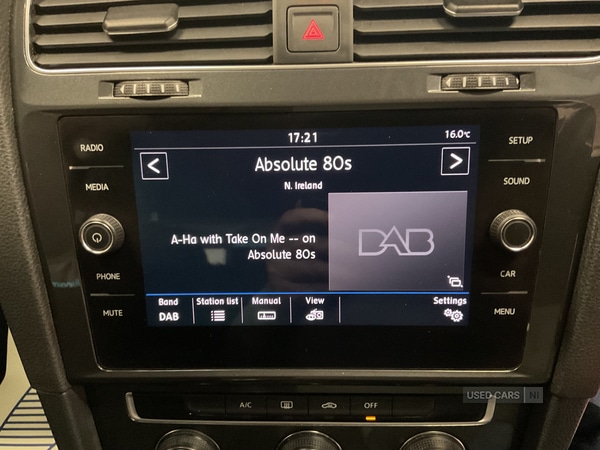 17:21
16.0°C
RADIO
MEDIA
PHONE
MUTE
SETUP
SOUND
CAR
MENU
<
Absolute 80s
>
N. Ireland
A-Ha with Take On Me -- on
Absolute 80s
DAB
Band
DAB
Station list
Manual
View
Settings
A/C
OFF
USED CARS NI